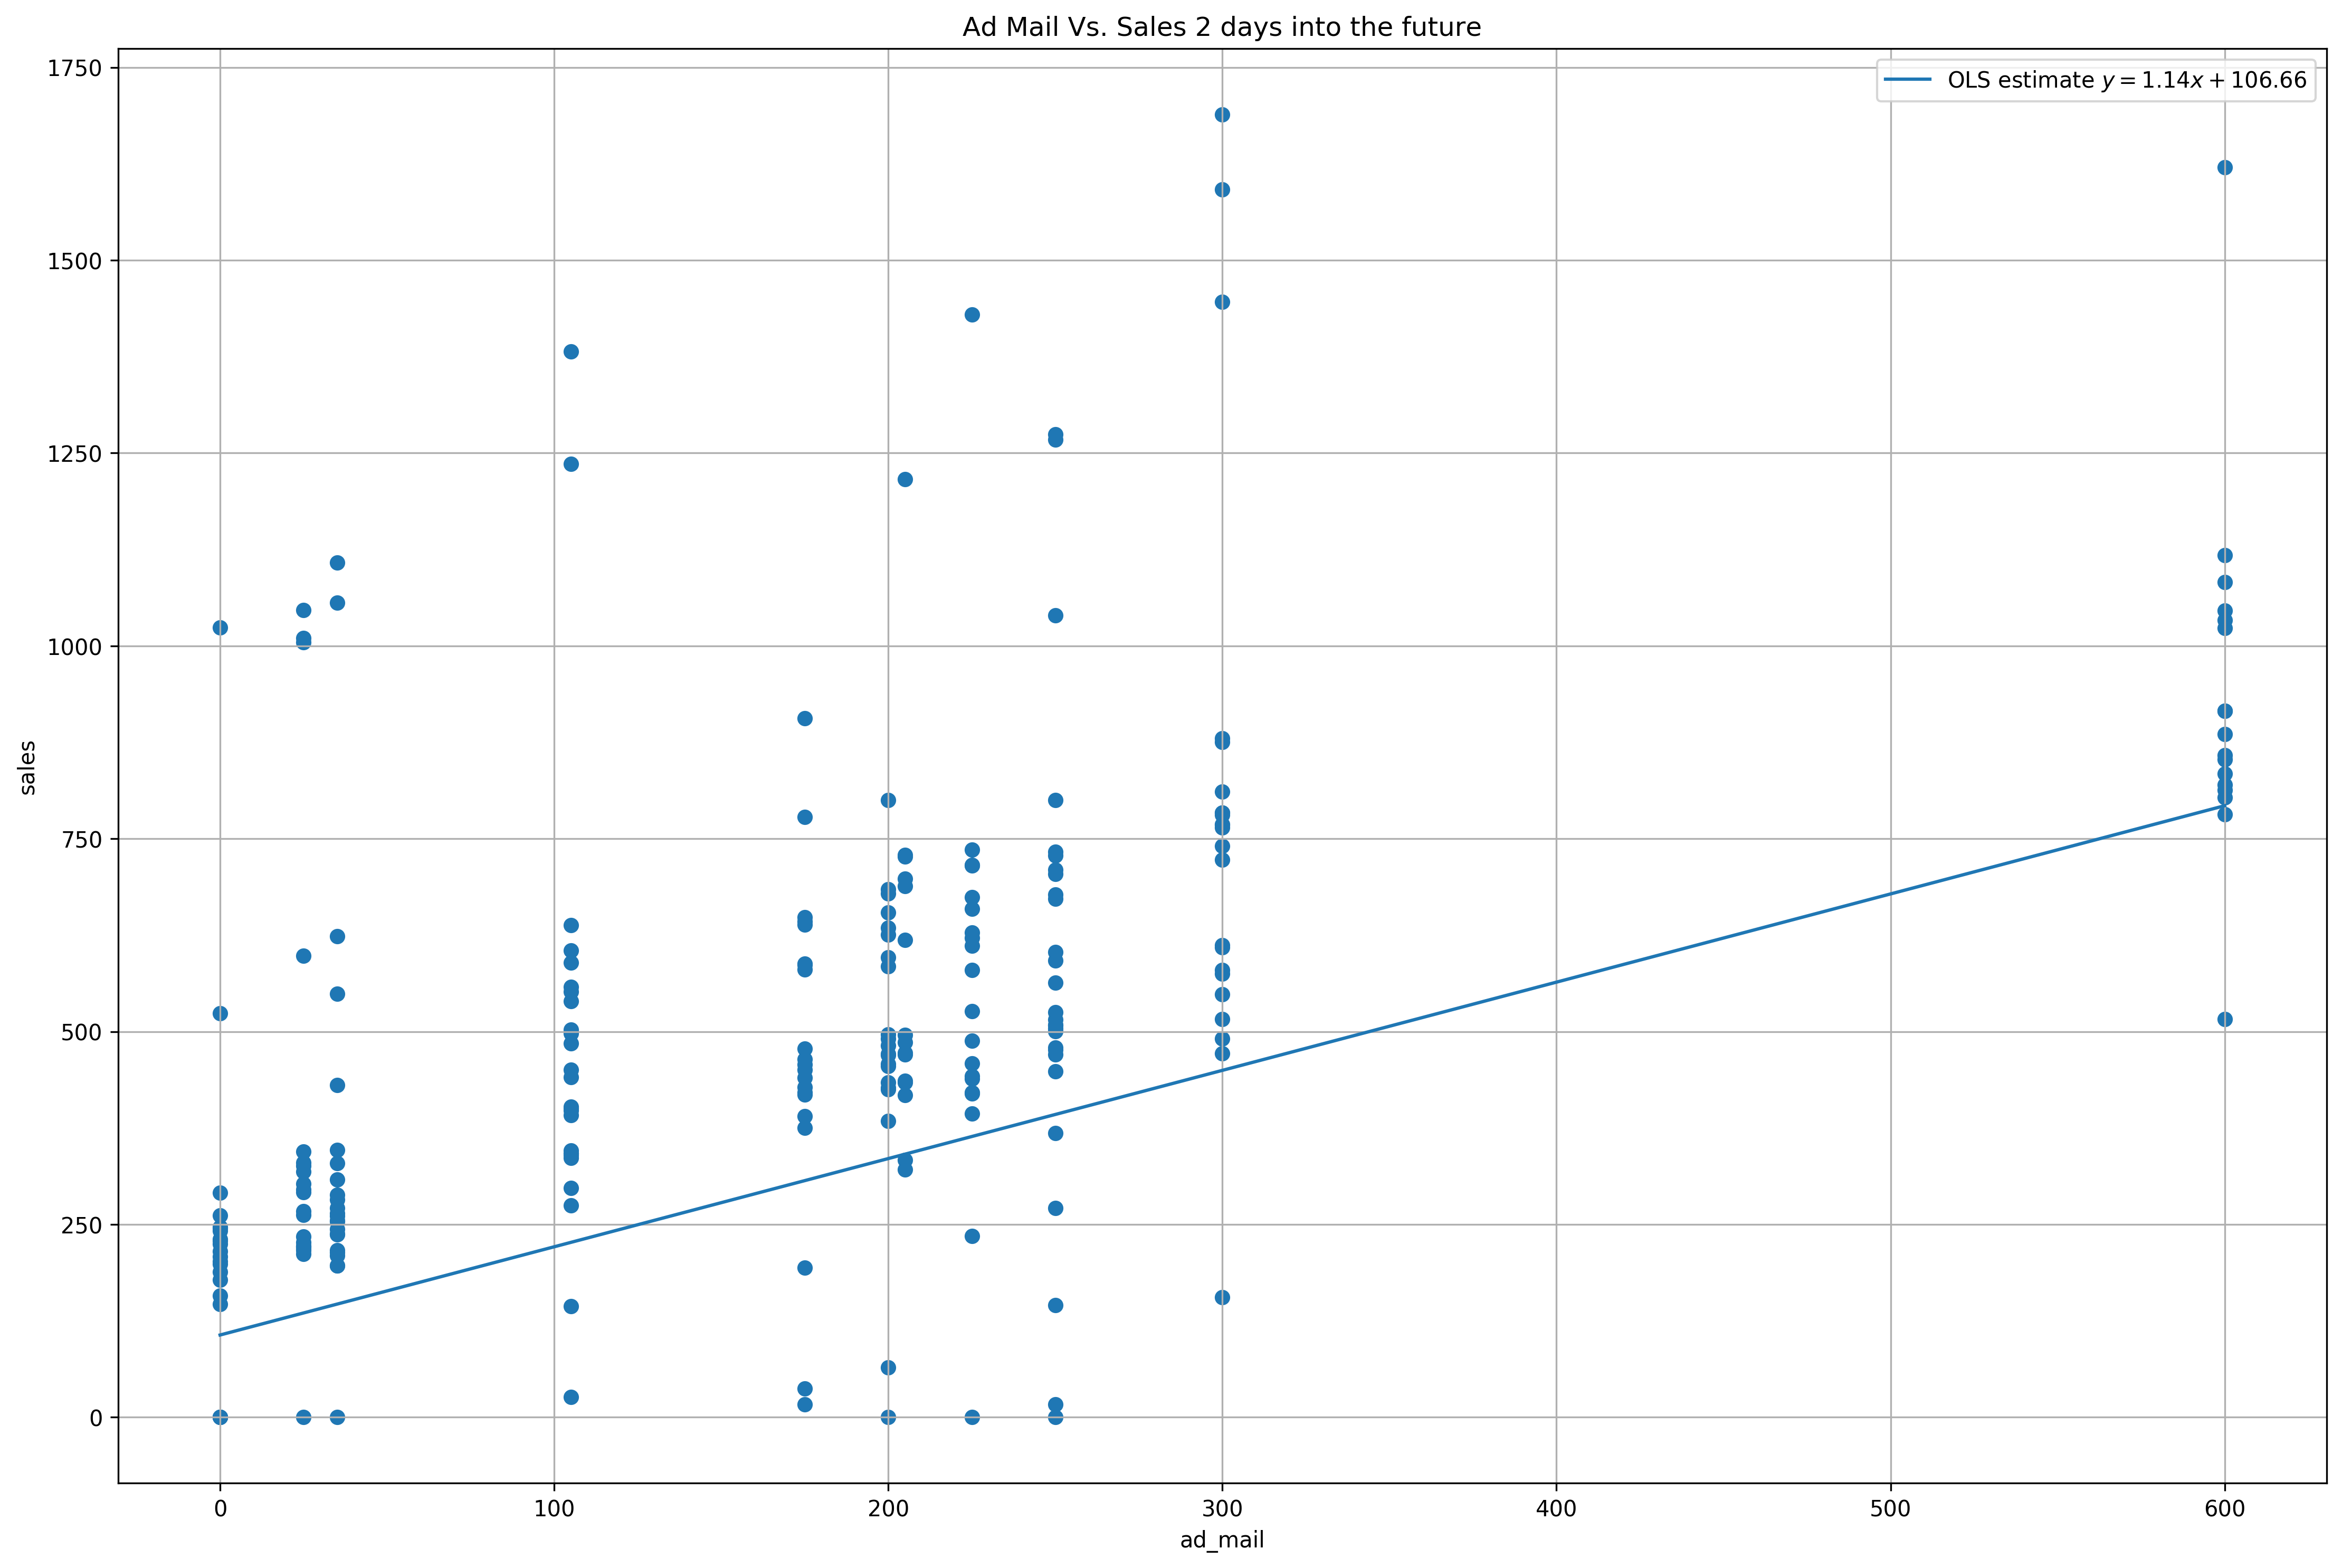 Ad Mail Vs. Sales 2 days into the future
OLS estimate y = 1.14x + 106.66
1750
1500
1250
1000
750
500
250
0
sales
0 100 200 300 400 500 600
ad_mail